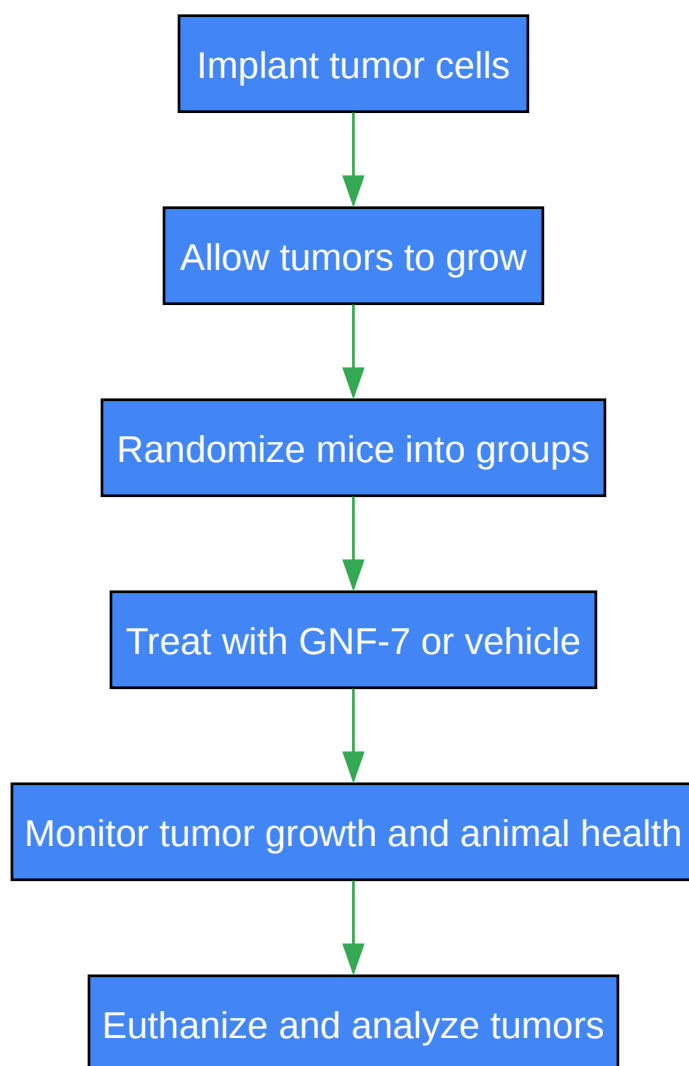 Implant tumor cells
Allow tumors to grow
Randomize mice into groups
Treat with GNF-7 or vehicle
Monitor tumor growth and animal health
Euthanize and analyze tumors